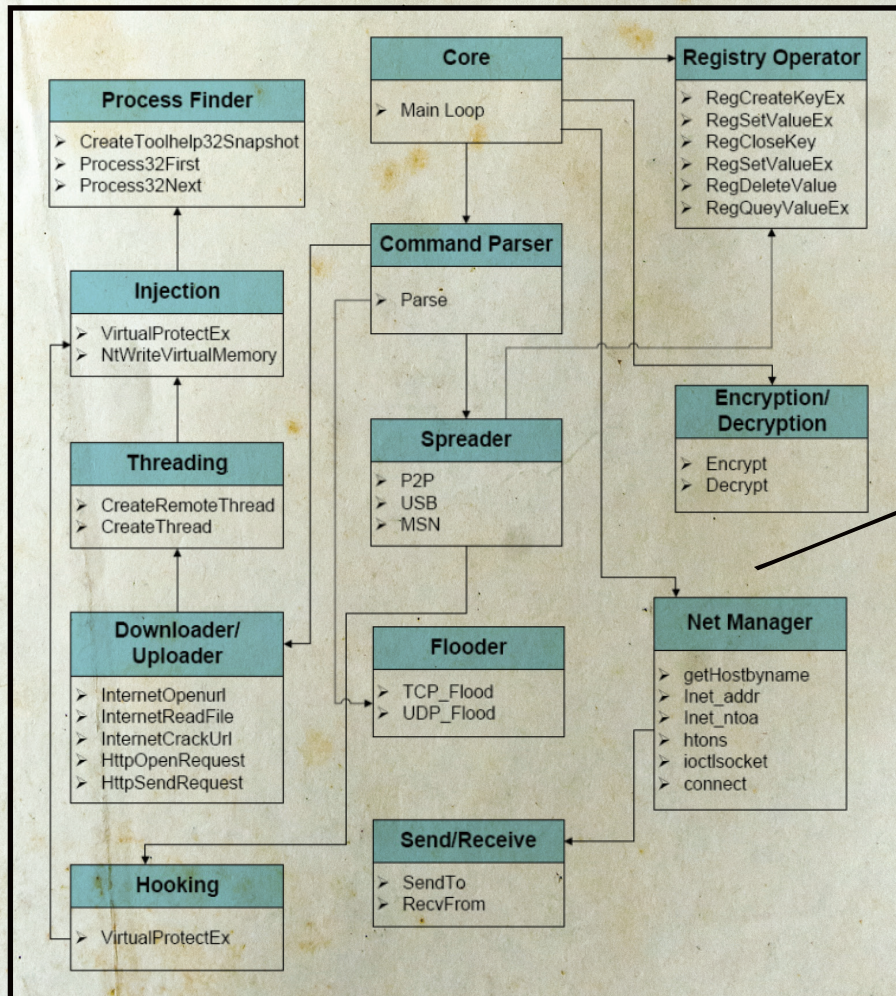 Core
Main Loop
Registry Operator
RegCreateKeyEx
RegSetValueEx
RegCloseKey
RegSetValueEx
RegDeleteValue
RegQueyValueEx
Process Finder
CreateToolhelp32Snapshot
Process32First
Process32Next
Command Parser
Parse
Injection
VirtualProtectEx
NtWriteVirtualMemory
Encryption/
Decryption
Encrypt
Decrypt
Spreader
P2P
USB
MSN
Threading
CreateRemoteThread
CreateThread
Downloader/
Uploader
InternetOpenurl
InternetReadFile
InternetCrackUrl
HttpOpenRequest
HttpSendRequest
Flooder
TCP_Flood
UDP_Flood
Net Manager
getHostbyname
Inet_addr
Inet_ntoa
htons
ioctlsocket
connect
Send/Receive
SendTo
RecvFrom
Hooking
VirtualProtectEx